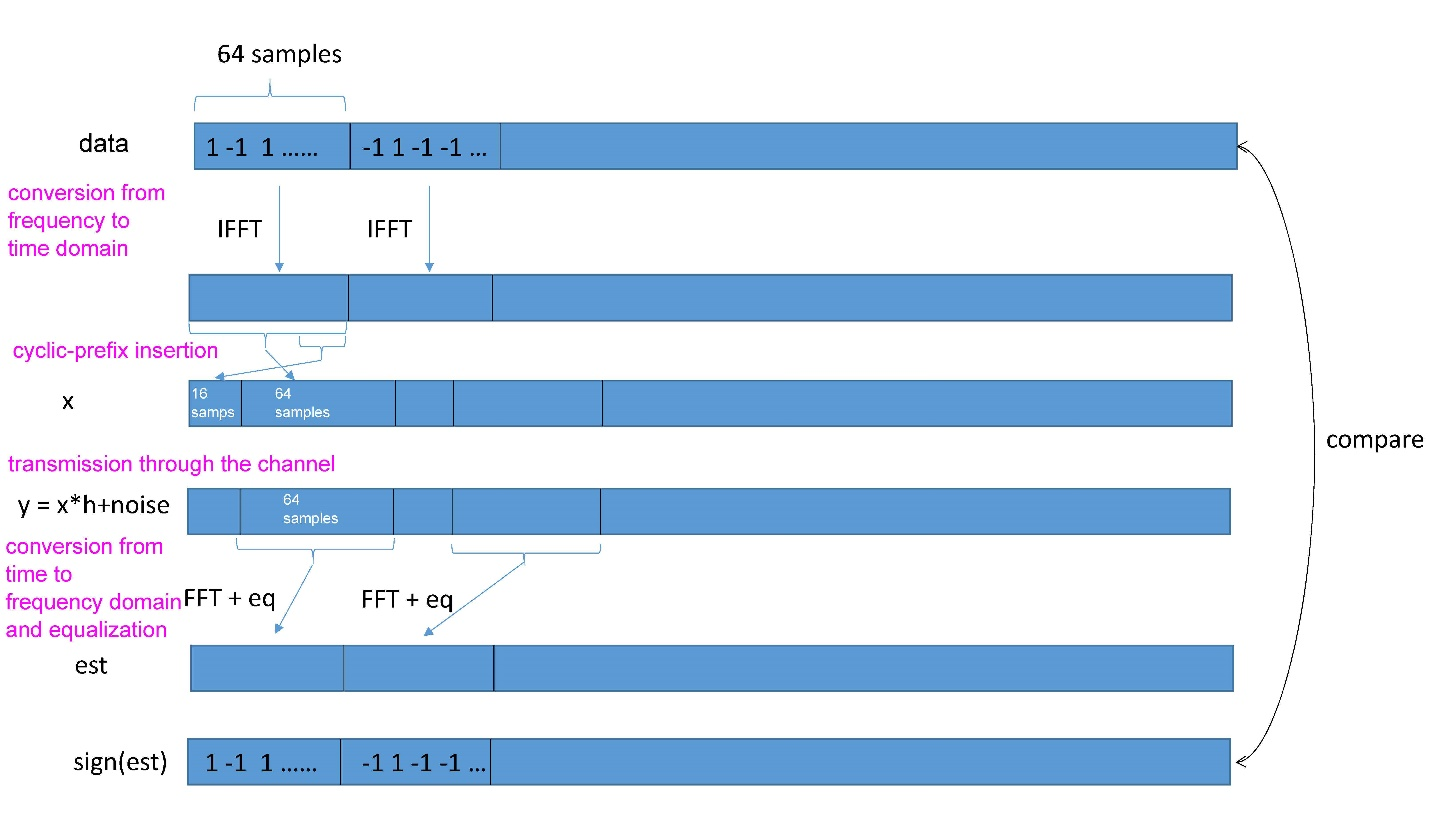 64 samples
data
1 -1 1 ......
-1 1 -1 -1 ...
conversion from
frequency to
time domain
IFFT
IFFT
cyclic-prefix insertion
x
16
samps
64
samples
compare
transmission through the channel
y = x*h+noise
64
samples
conversion from
time to
frequency domain
and equalization
FFT + eq
FFT + eq
est
sign(est)
1 -1 1 ......
-1 1 -1 -1 ...